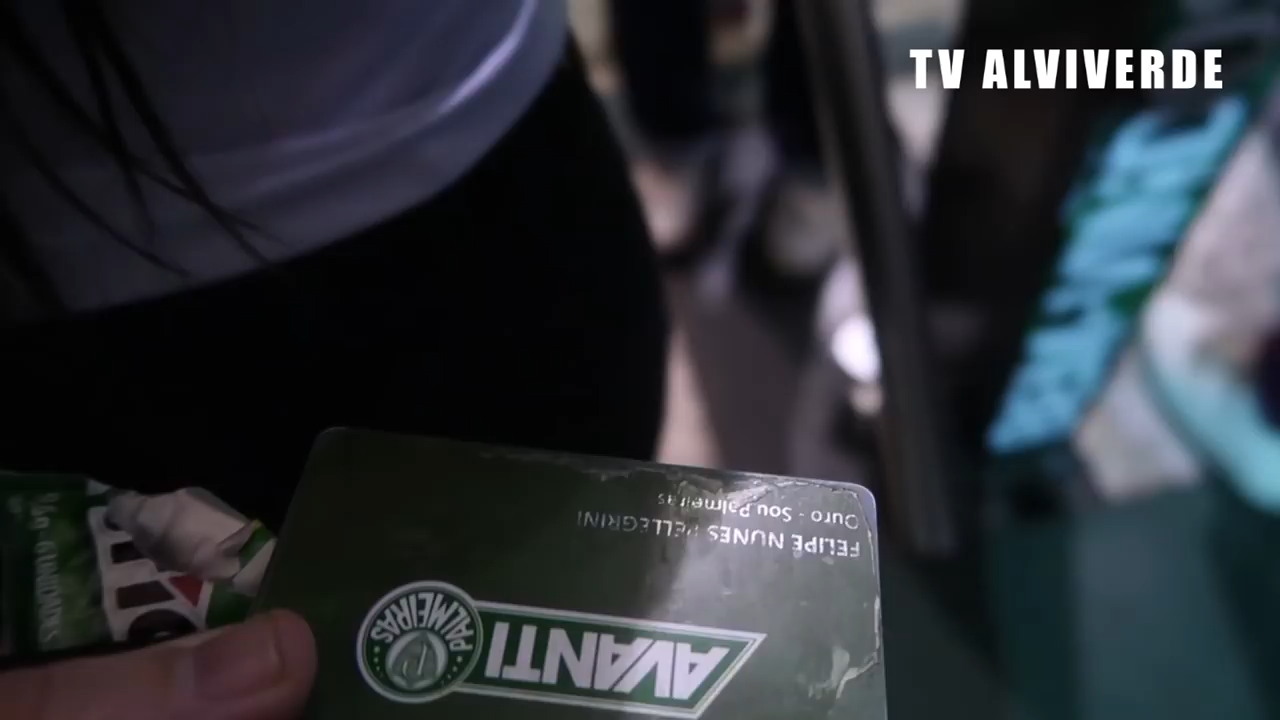 TV ALVIVERDE
AVANTI
PALMEIRAS
FELIPE NUNES PELLEGRINI
Ouro - Sou Palmeiras